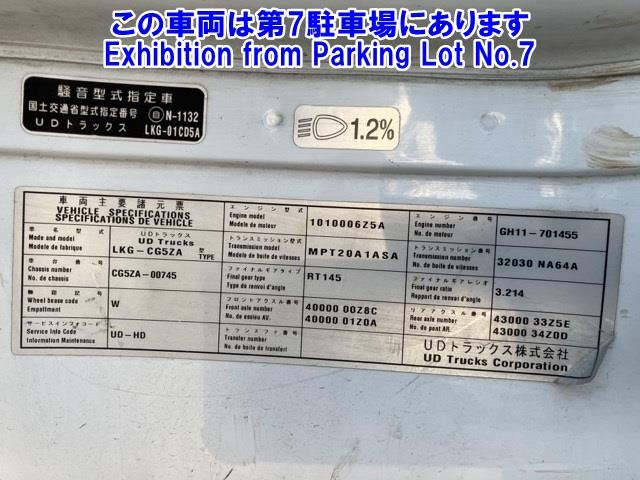 この車両は第7駐車場にあります
Exhibition from Parking Lot No.7
騒音型式指定車
国土交通省型式指定番号 自 N-1132
UDトラックス LKG-01CD5A
1.2%
車両主要諸元票
VEHICLE SPECIFICATIONS
SPECIFICATIONS DE VEHICLE
車名型式
Make and model
Modele de fabrique
UDトラックス
UD Trucks
LKG-CG5ZA 型 TYPE
車台番号
Chassis number
No. de chassis
CG5ZA-00745
軸距記号
Wheel bease code
Empattment
W
サービスインフォコード
Service Info Code
Information Maintenance
UD-HD
エンジン型式
Engine model
Modele de moteur
1010006Z5A
トランスミッション型式
Transmission model
Modele de boite de vitesses
MPT20A1ASA
ファイナルギアタイプ
Final gear type
Type de renvoi d'angle
RT145
フロントアクスル番号
Front axle number
No. de essieu AV.
40000 00Z8C
40000 01Z0A
トランスファ番号
Transfer number
No. de boite de transfert
エンジン番号
Engine number
No. de moteur
GH11-701455
トランスミッション番号
Transmission number
No. de boite de vitesses
32030 NA64A
ファイナルギアレシオ
Final gear ratio
Rapport de renvoi d'angle
3.214
リアアクスル番号
Rear axle number
No. de pont AR.
43000 33Z5E
43000 34Z0D
UDトラックス株式会社
UD Trucks Corporation